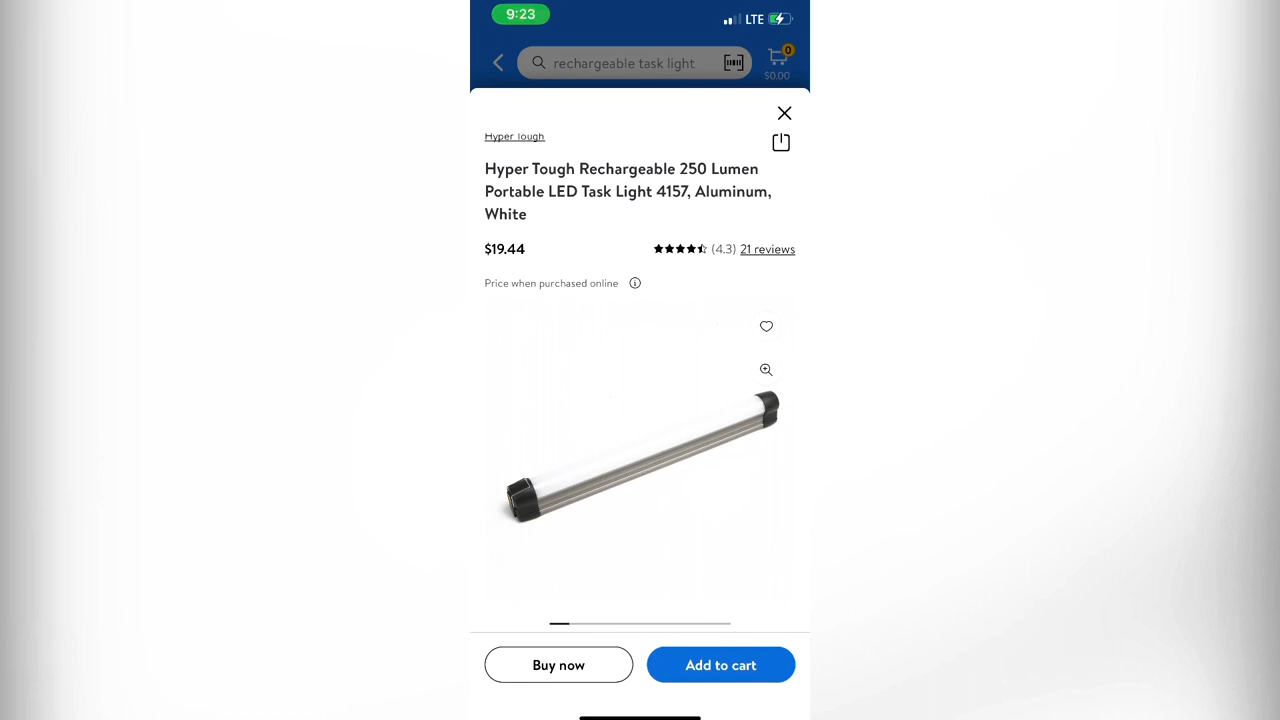 9:23
LTE
rechargeable task light
0
$0.00
Hyper Tough
Hyper Tough Rechargeable 250 Lumen
Portable LED Task Light 4157, Aluminum,
White
$19.44
(4.3) 21 reviews
Price when purchased online
Buy now
Add to cart